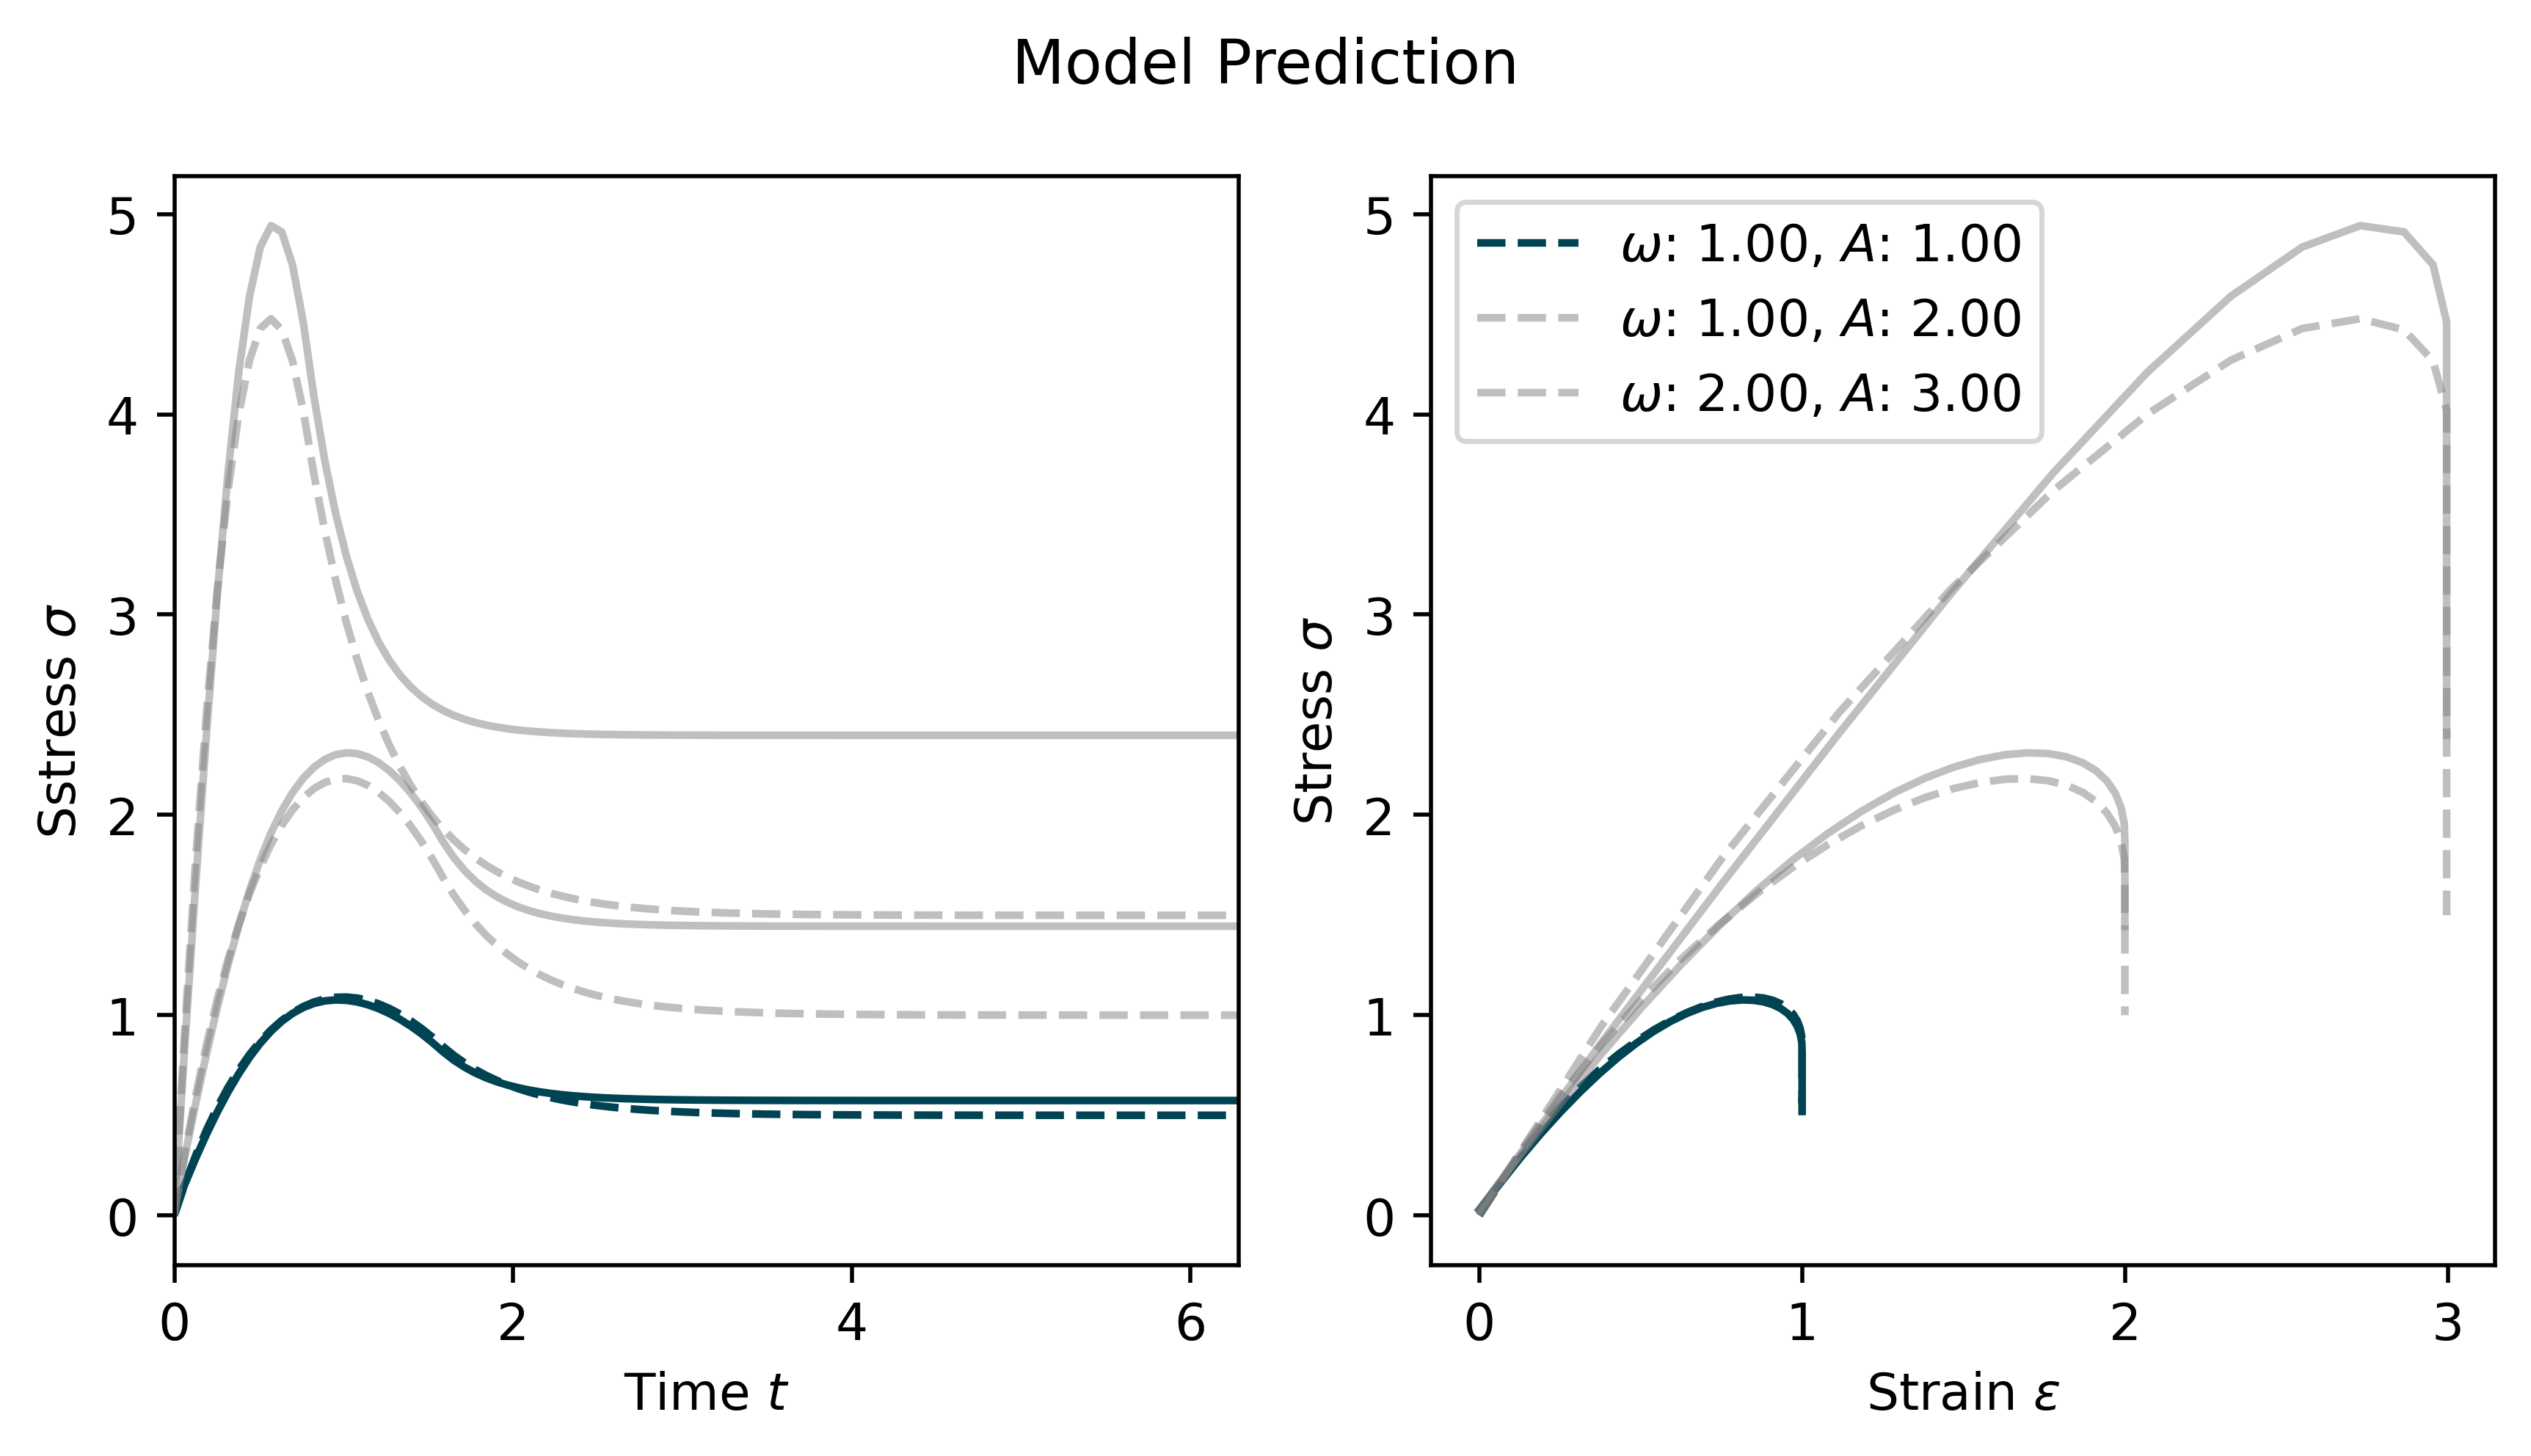 Model Prediction
Sstress σ
5
4
3
2
1
0
0 2 4 6
Time t
Stress σ
5
4
3
2
1
0
ω: 1.00, A: 1.00
ω: 1.00, A: 2.00
ω: 2.00, A: 3.00
0 1 2 3
Strain ε